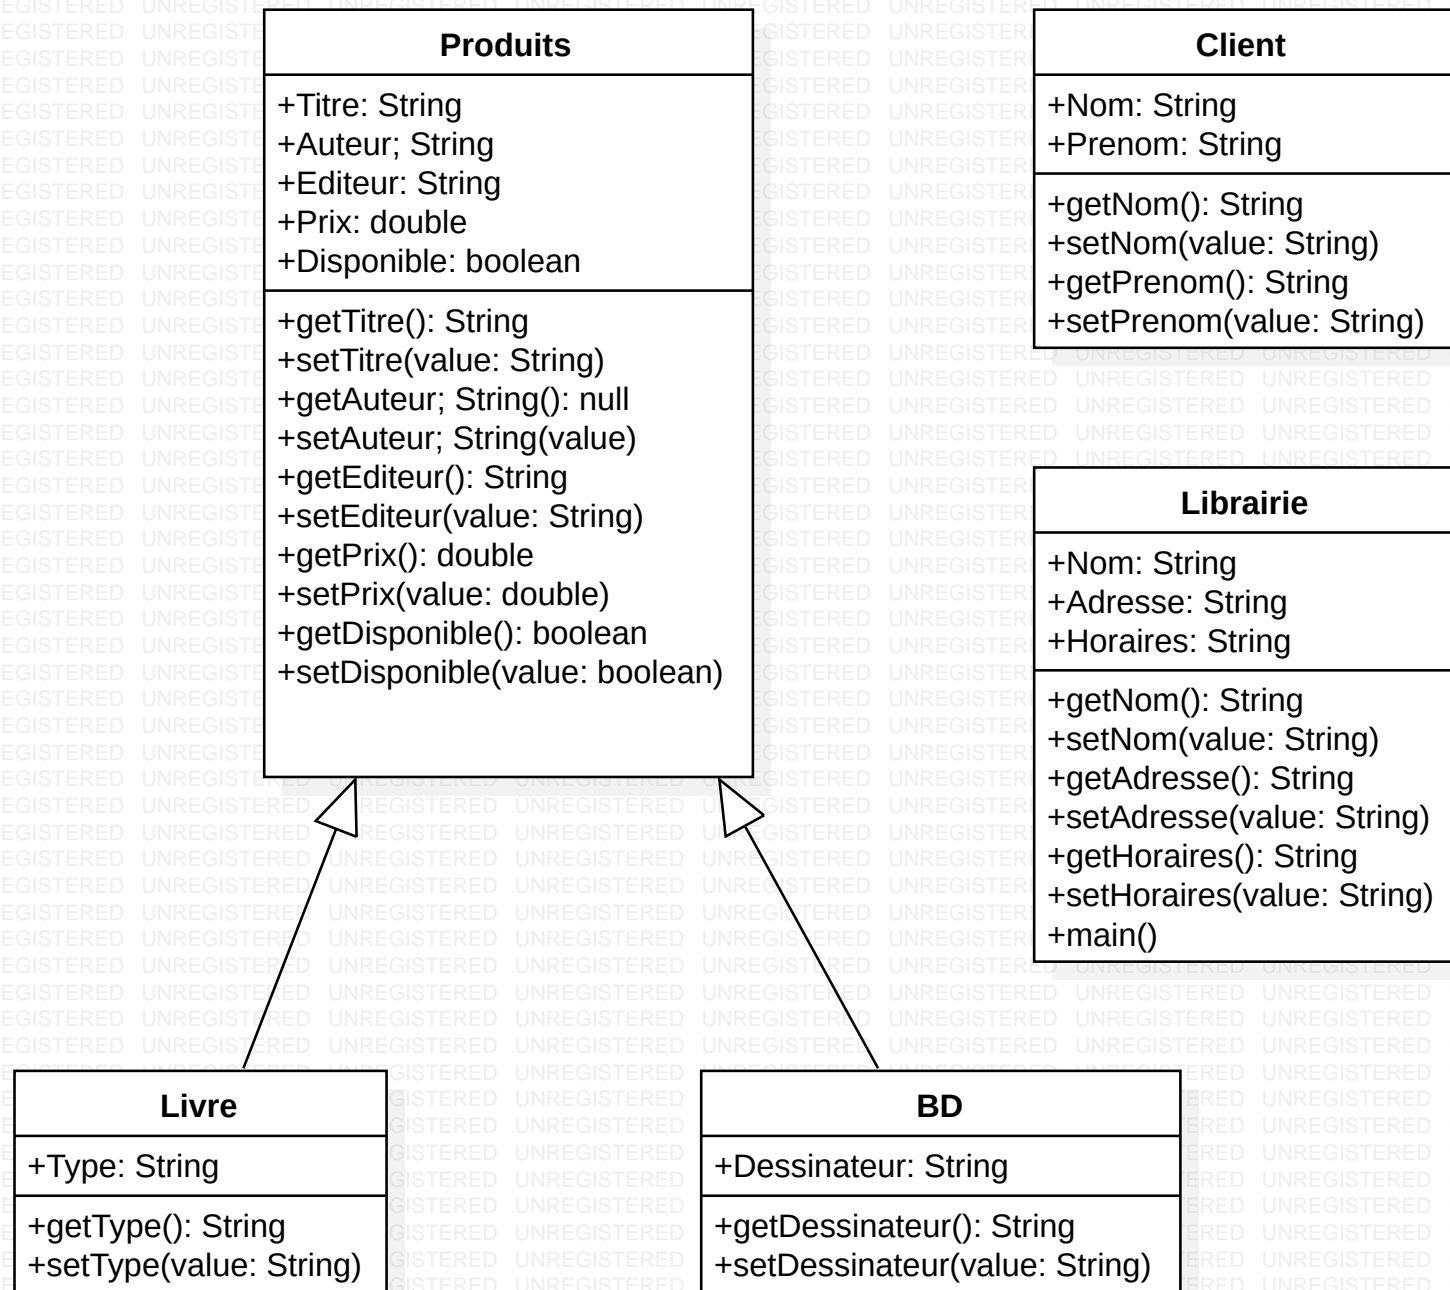 Produits
+Titre: String
+Auteur; String
+Editeur: String
+Prix: double
+Disponible: boolean
+getTitre(): String
+setTitre(value: String)
+getAuteur; String(): null
+setAuteur; String(value)
+getEditeur(): String
+setEditeur(value: String)
+getPrix(): double
+setPrix(value: double)
+getDisponible(): boolean
+setDisponible(value: boolean)
Client
+Nom: String
+Prenom: String
+getNom(): String
+setNom(value: String)
+getPrenom(): String
+setPrenom(value: String)
Librairie
+Nom: String
+Adresse: String
+Horaires: String
+getNom(): String
+setNom(value: String)
+getAdresse(): String
+setAdresse(value: String)
+getHoraires(): String
+setHoraires(value: String)
+main()
Livre
+Type: String
+getType(): String
+setType(value: String)
BD
+Dessinateur: String
+getDessinateur(): String
+setDessinateur(value: String)
UNREGISTERED